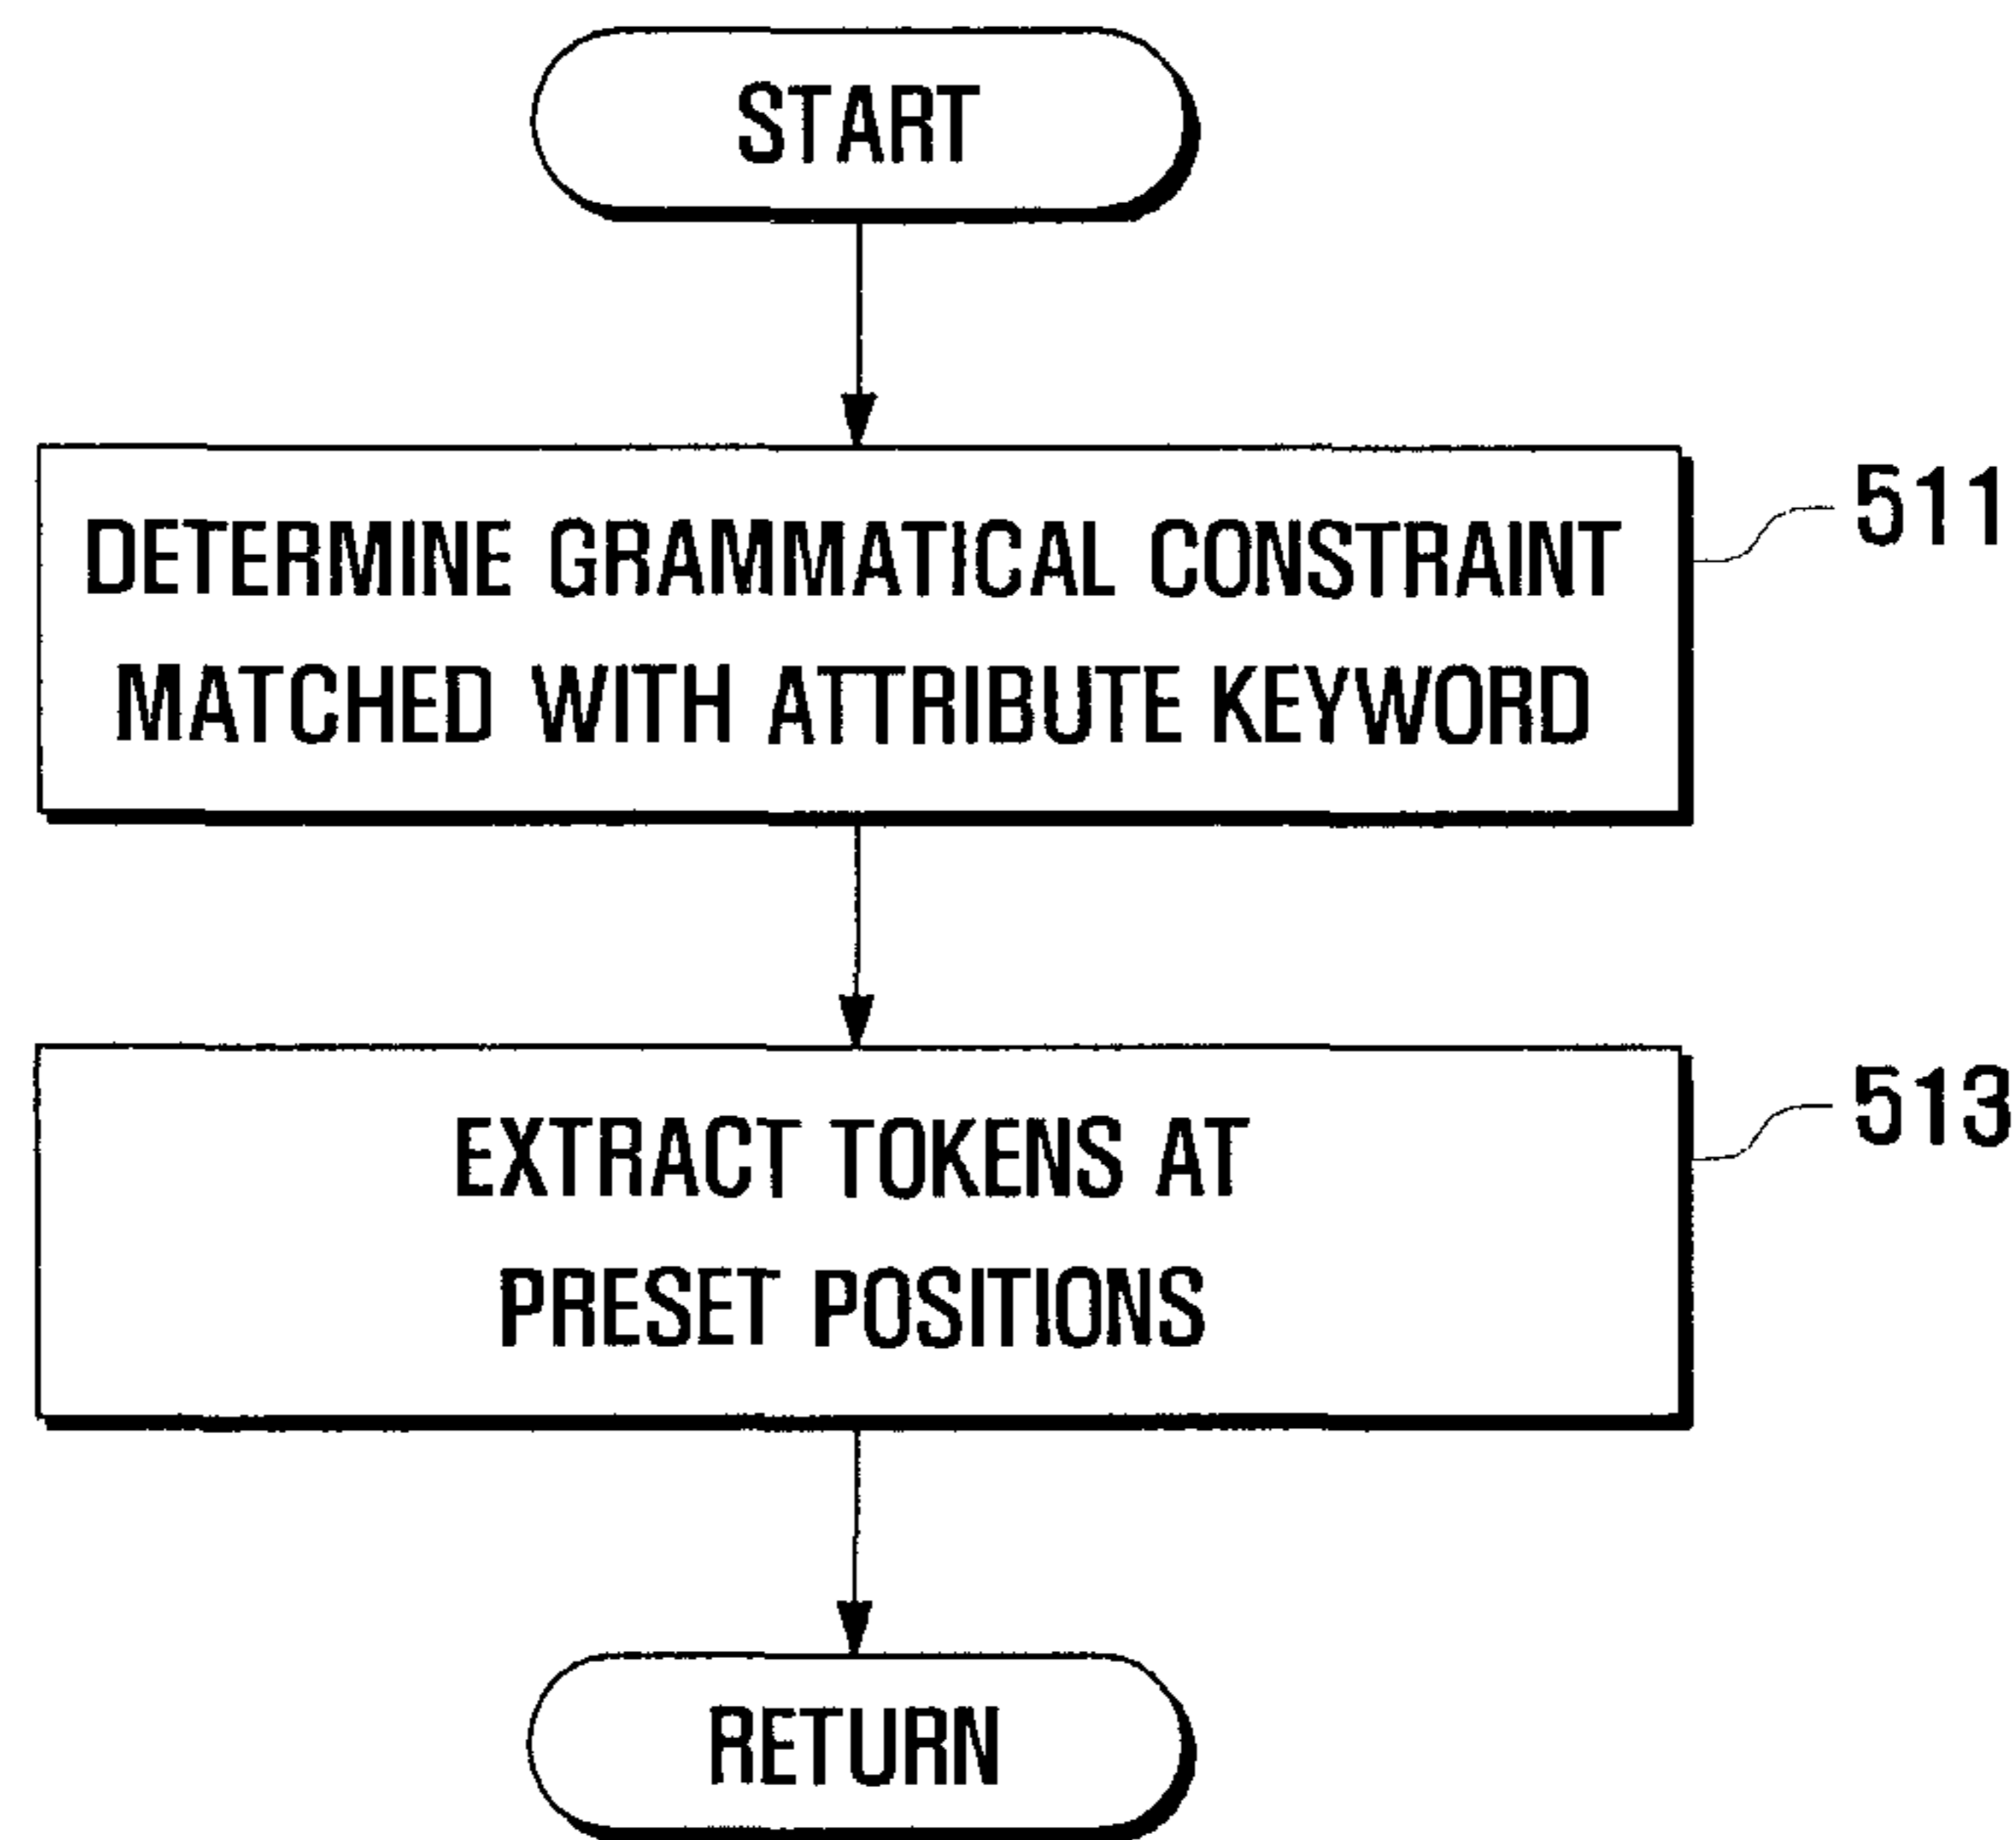 START
DETERMINE GRAMMATICAL CONSTRAINT
MATCHED WITH ATTRIBUTE KEYWORD
511
EXTRACT TOKENS AT
PRESET POSITIONS
513
RETURN